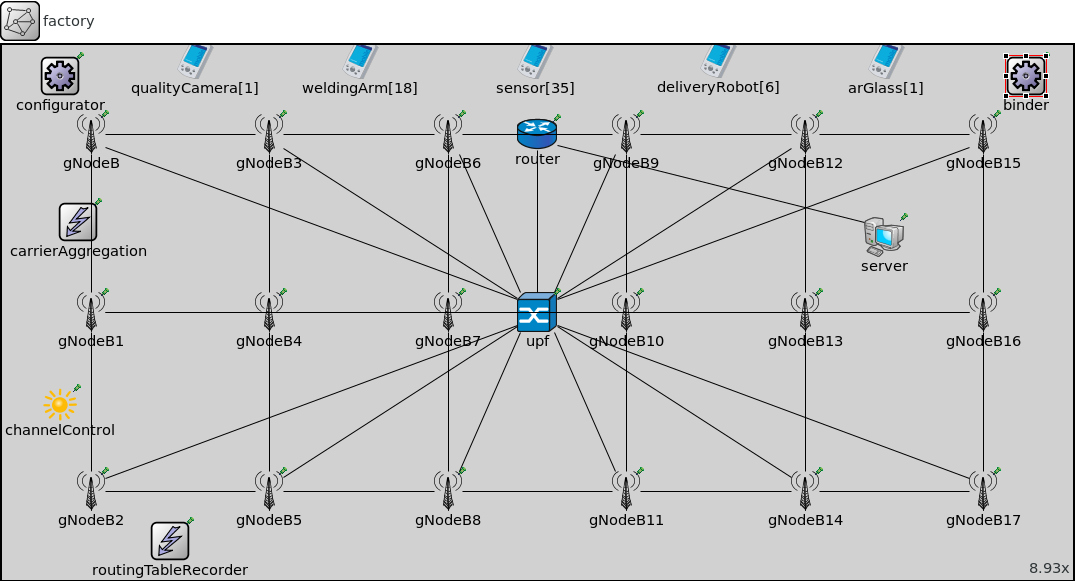 factory
configurator
qualityCamera[1]
weldingArm[18]
sensor[35]
deliveryRobot[6]
arGlass[1]
binder
gNodeB
gNodeB3
gNodeB6
router
gNodeB9
gNodeB12
gNodeB15
carrierAggregation
server
gNodeB1
gNodeB4
gNodeB7
upf
gNodeB10
gNodeB13
gNodeB16
channelControl
gNodeB2
gNodeB5
gNodeB8
gNodeB11
gNodeB14
gNodeB17
routingTableRecorder
8.93x